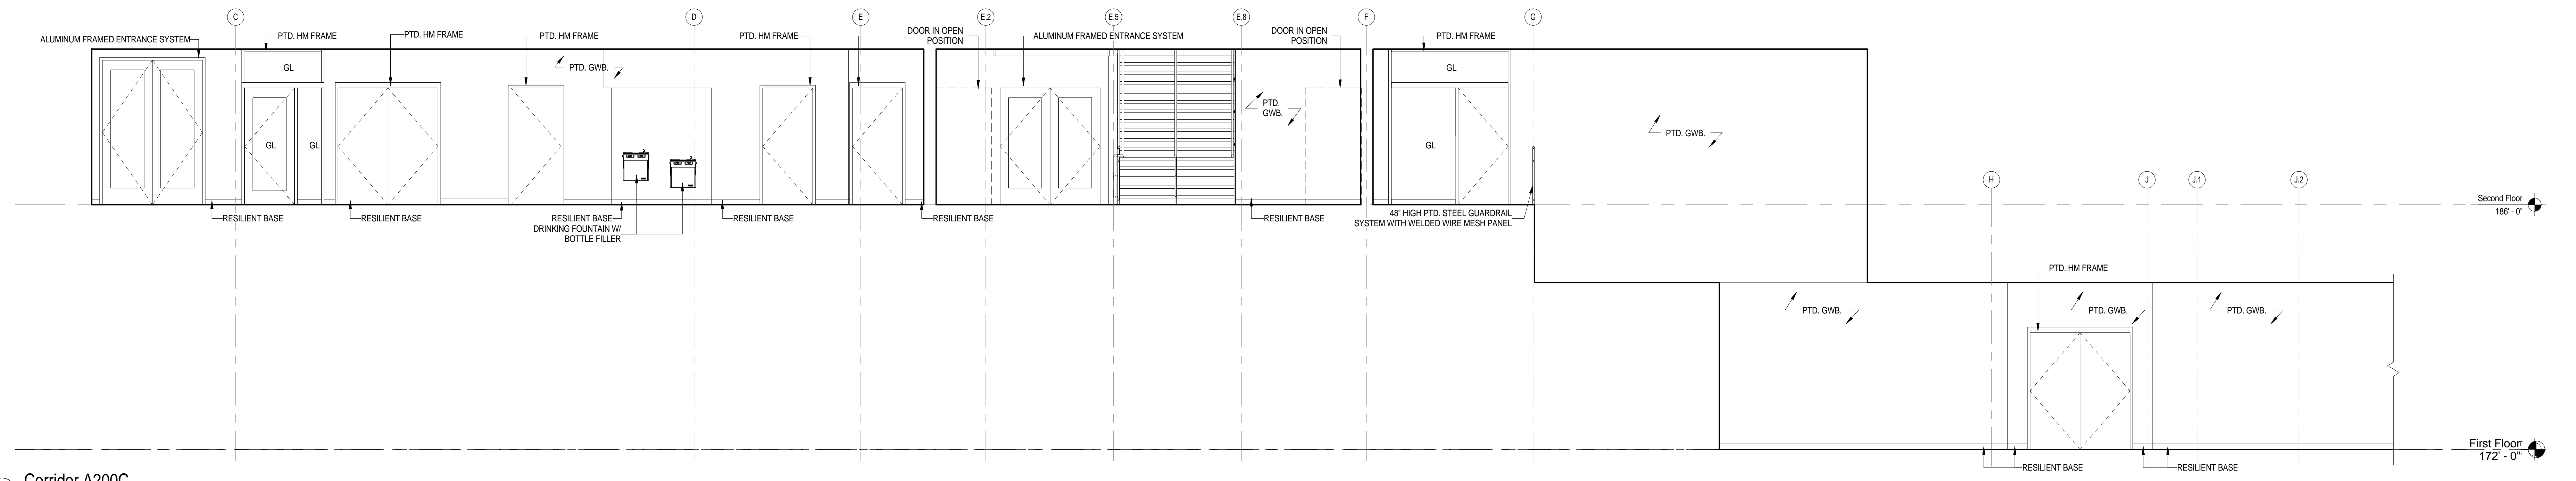 C
D
E
E.2
E.5
E.8
F
G
ALUMINUM FRAMED ENTRANCE SYSTEM
PTD. HM FRAME
PTD. HM FRAME
PTD. HM FRAME
PTD. HM FRAME
DOOR IN OPEN
POSITION
ALUMINUM FRAMED ENTRANCE SYSTEM
DOOR IN OPEN
POSITION
PTD. HM FRAME
GL
PTD. GWB.
GL
PTD.
GWB.
PTD. GWB.
GL
GL
GL
H
J
J.1
J.2
Second Floor
186' - 0"
RESILIENT BASE
RESILIENT BASE
RESILIENT BASE
DRINKING FOUNTAIN W/
BOTTLE FILLER
RESILIENT BASE
RESILIENT BASE
RESILIENT BASE
48" HIGH PTD. STEEL GUARDRAIL
SYSTEM WITH WELDED WIRE MESH PANEL
PTD. HM FRAME
PTD. GWB.
PTD. GWB.
PTD. GWB.
First Floor
172' - 0"
RESILIENT BASE
RESILIENT BASE
Corridor A200C